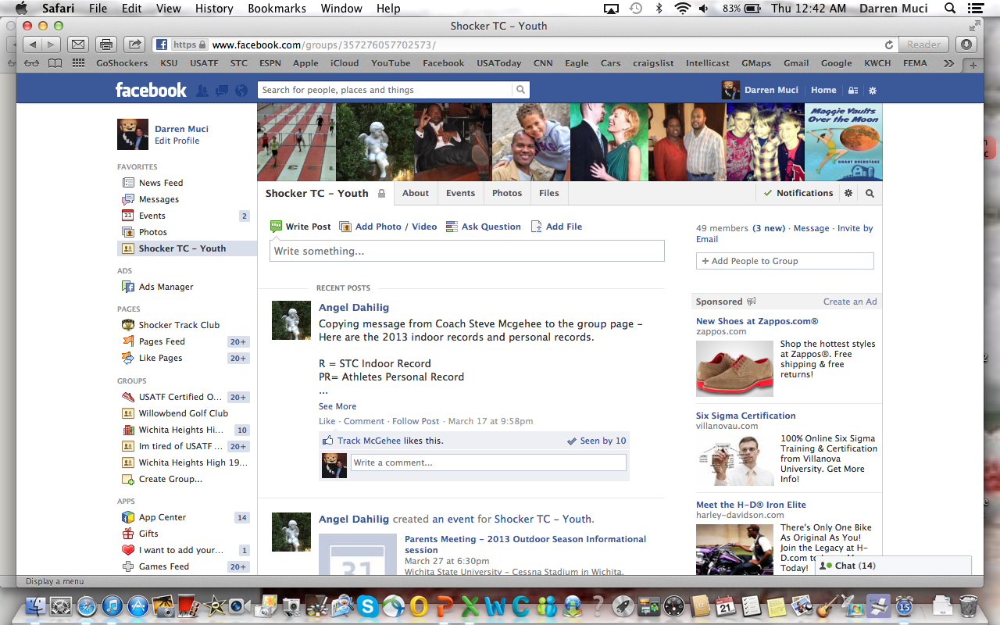 Safari File Edit View History Bookmarks Window Help
83% Thu 12:42 AM Darren Muci
Shocker TC – Youth
https www.facebook.com/groups/357276057702573/
Reader
GoShockers KSU USATF STC ESPN Apple iCloud YouTube Facebook USAToday CNN Eagle Cars craigslist Intellicast GMaps Gmail Google KWCH FEMA
facebook
Search for people, places and things
Darren Muci Home
Darren Muci
Edit Profile
FAVORITES
News Feed
Messages
Events 2
Photos
Shocker TC – Youth
ADS
Ads Manager
PAGES
Shocker Track Club
Pages Feed 20+
Like Pages 20+
GROUPS
USATF Certified O... 20+
Willowbend Golf Club
Wichita Heights Hi... 10
Im tired of USATF ... 20+
Wichita Heights High 19...
Create Group...
APPS
App Center 14
Gifts
I want to add your... 1
Games Feed 20+
Maggie Vaults
Over the Moon
GRANT OVERSTAKE
Shocker TC – Youth About Events Photos Files
Notifications
Write Post Add Photo / Video Ask Question Add File
Write something...
RECENT POSTS
Angel Dahilig
Copying message from Coach Steve Mcgehee to the group page –
Here are the 2013 indoor records and personal records.
R = STC Indoor Record
PR= Athletes Personal Record
...
See More
Like · Comment · Follow Post · March 17 at 9:58pm
Track McGehee likes this. Seen by 10
Write a comment...
Angel Dahilig created an event for Shocker TC – Youth.
31
Parents Meeting – 2013 Outdoor Season Informational
session
March 27 at 6:30pm
Wichita State University – Cessna Stadium in Wichita,
49 members (3 new) · Message · Invite by
Email
+ Add People to Group
Sponsored Create an Ad
New Shoes at Zappos.com®
zappos.com
Shop the hottest styles
at Zappos®. Free
shipping & free
returns!
Six Sigma Certification
villanovau.com
100% Online Six Sigma
Training & Certification
from Villanova
University. Get More
Info!
Meet the H–D® Iron Elite
harley-davidson.com
There's Only One Bike
As Original As You!
Join the Legacy at H–
D.com
Today!
Chat (14)
Display a menu
21
15